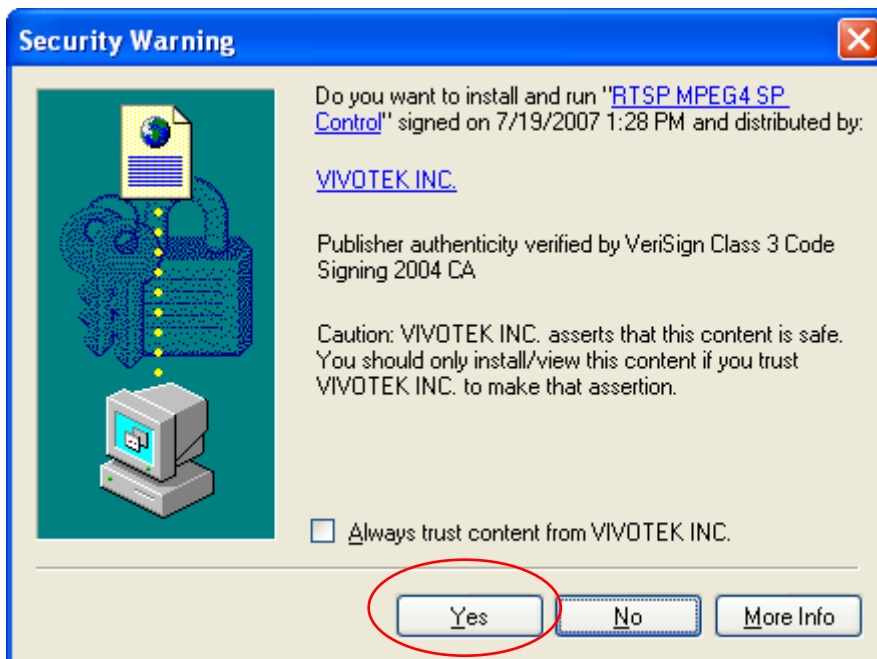 Security Warning
Do you want to install and run "RTSP MPEG4 SP
Control" signed on 7/19/2007 1:28 PM and distributed by:
VIVOTEK INC.
Publisher authenticity verified by VeriSign Class 3 Code
Signing 2004 CA
Caution: VIVOTEK INC. asserts that this content is safe.
You should only install/view this content if you trust
VIVOTEK INC. to make that assertion.
Always trust content from VIVOTEK INC.
Yes No More Info